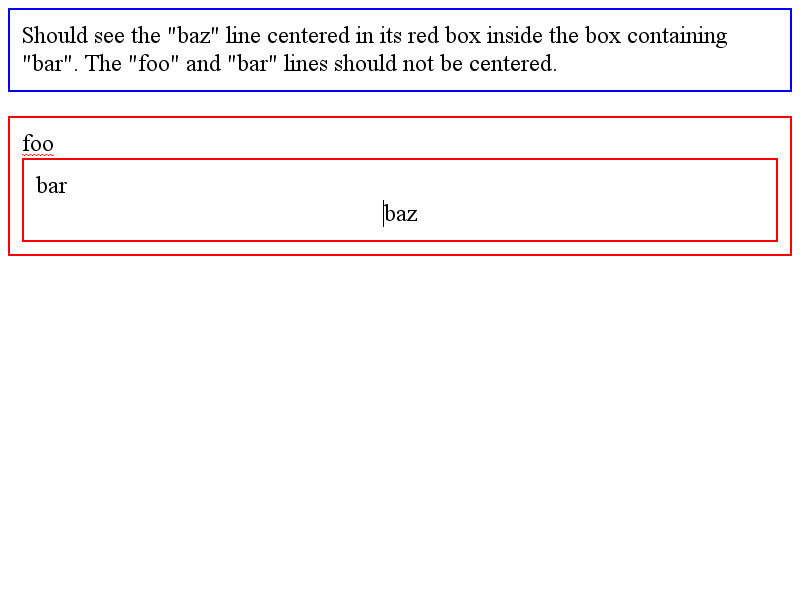 Should see the "baz" line centered in its red box inside the box containing
"bar". The "foo" and "bar" lines should not be centered.
foo
bar
baz